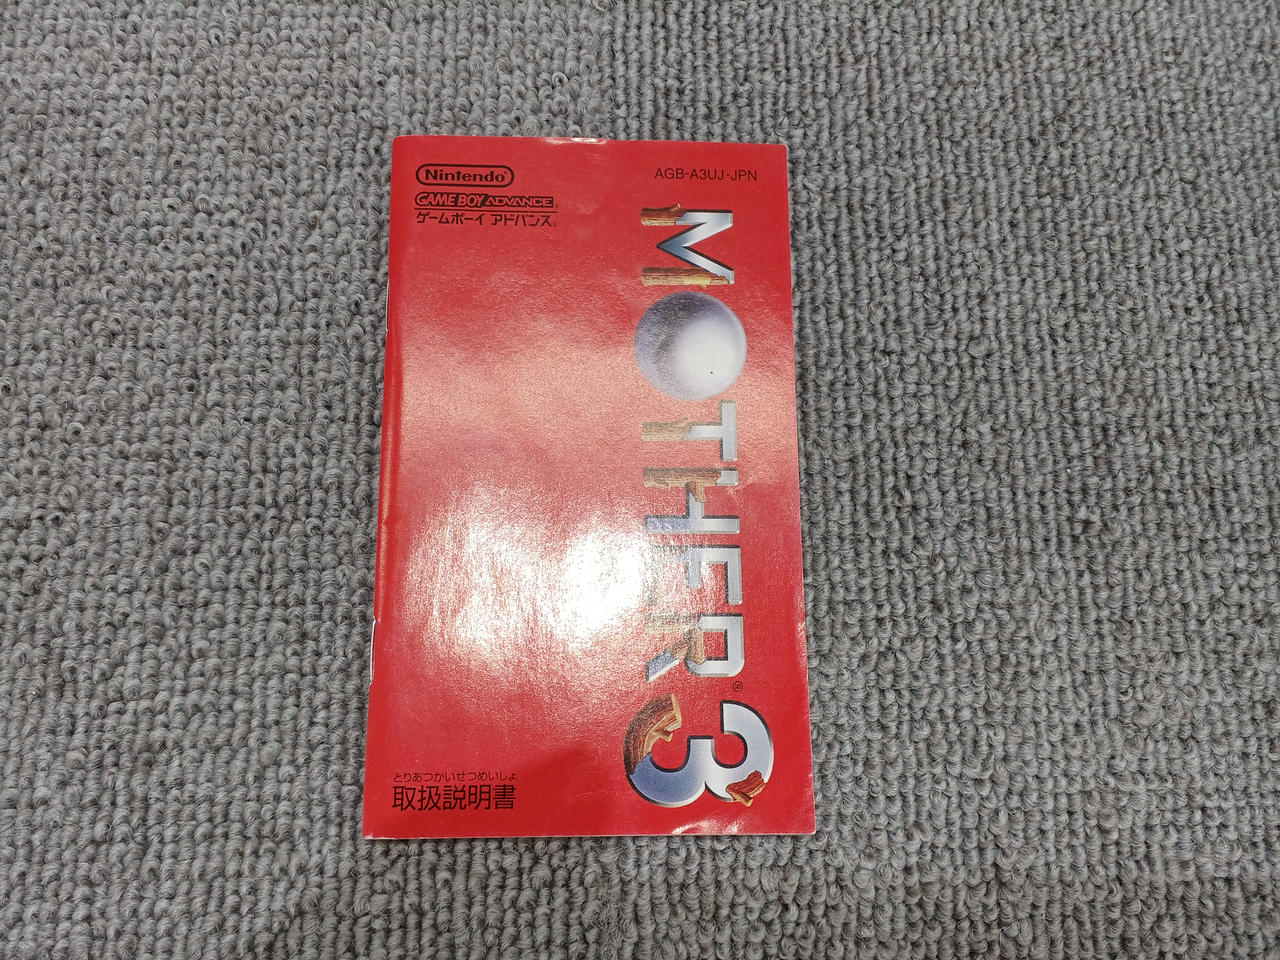 Nintendo®
AGB-A3UJ-JPN
GAME BOY ADVANCE
ゲームボーイ アドバンス®
MOTHER 3
とりあつかいせつめいしょ
取扱説明書